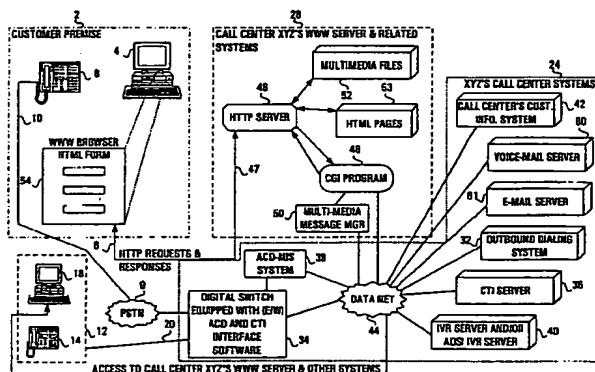 2
CUSTOMER PREMISE
4
8
10
WWW BROWSER
HTML FORM
54
6
28
CALL CENTER XYZ'S WWW SERVER & RELATED
SYSTEMS
MULTIMEDIA FILES
52
53
48
HTTP SERVER
HTML PAGES
47
CGI PROGRAM
50
MULTI-MEDIA
MESSAGE MGR
24
XYZ'S CALL CENTER SYSTEMS
CALL CENTER'S CUST.
INFO. SYSTEM
42
60
VOICE-MAIL SERVER
61
E-MAIL SERVER
32
OUTBOUND DIALING
SYSTEM
CTI SERVER
36
IVR SERVER AND/OR
ADSI IVR SERVER
40
HTTP REQUESTS &
RESPONSES
ACD-MIS
SYSTEM
DATA NET
44
9
PSTN
DIGITAL SWITCH
EQUIPPED WITH (E/W)
ACD AND CTI
INTERFACE
SOFTWARE
34
18
14
12
20
ACCESS TO CALL CENTER XYZ'S WWW SERVER & OTHER SYSTEMS